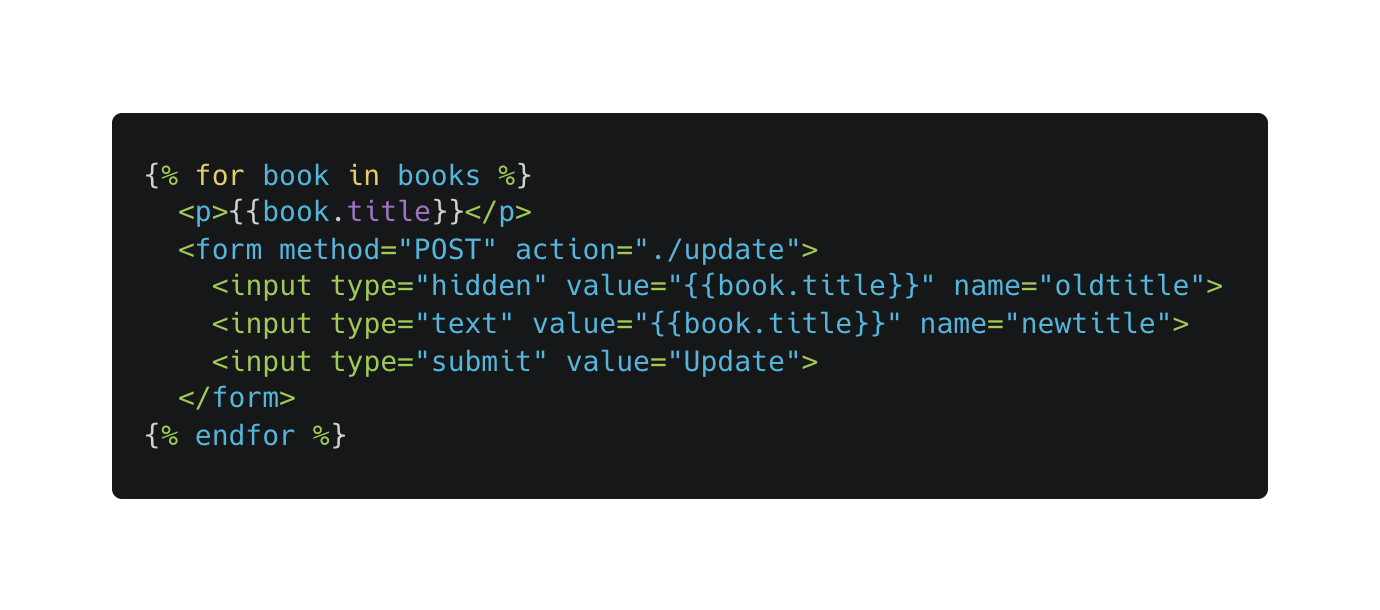 {% for book in books %}
  <p>{{book.title}}</p>
  <form method="POST" action="./update">
    <input type="hidden" value="{{book.title}}" name="oldtitle">
    <input type="text" value="{{book.title}}" name="newtitle">
    <input type="submit" value="Update">
  </form>
{% endfor %}